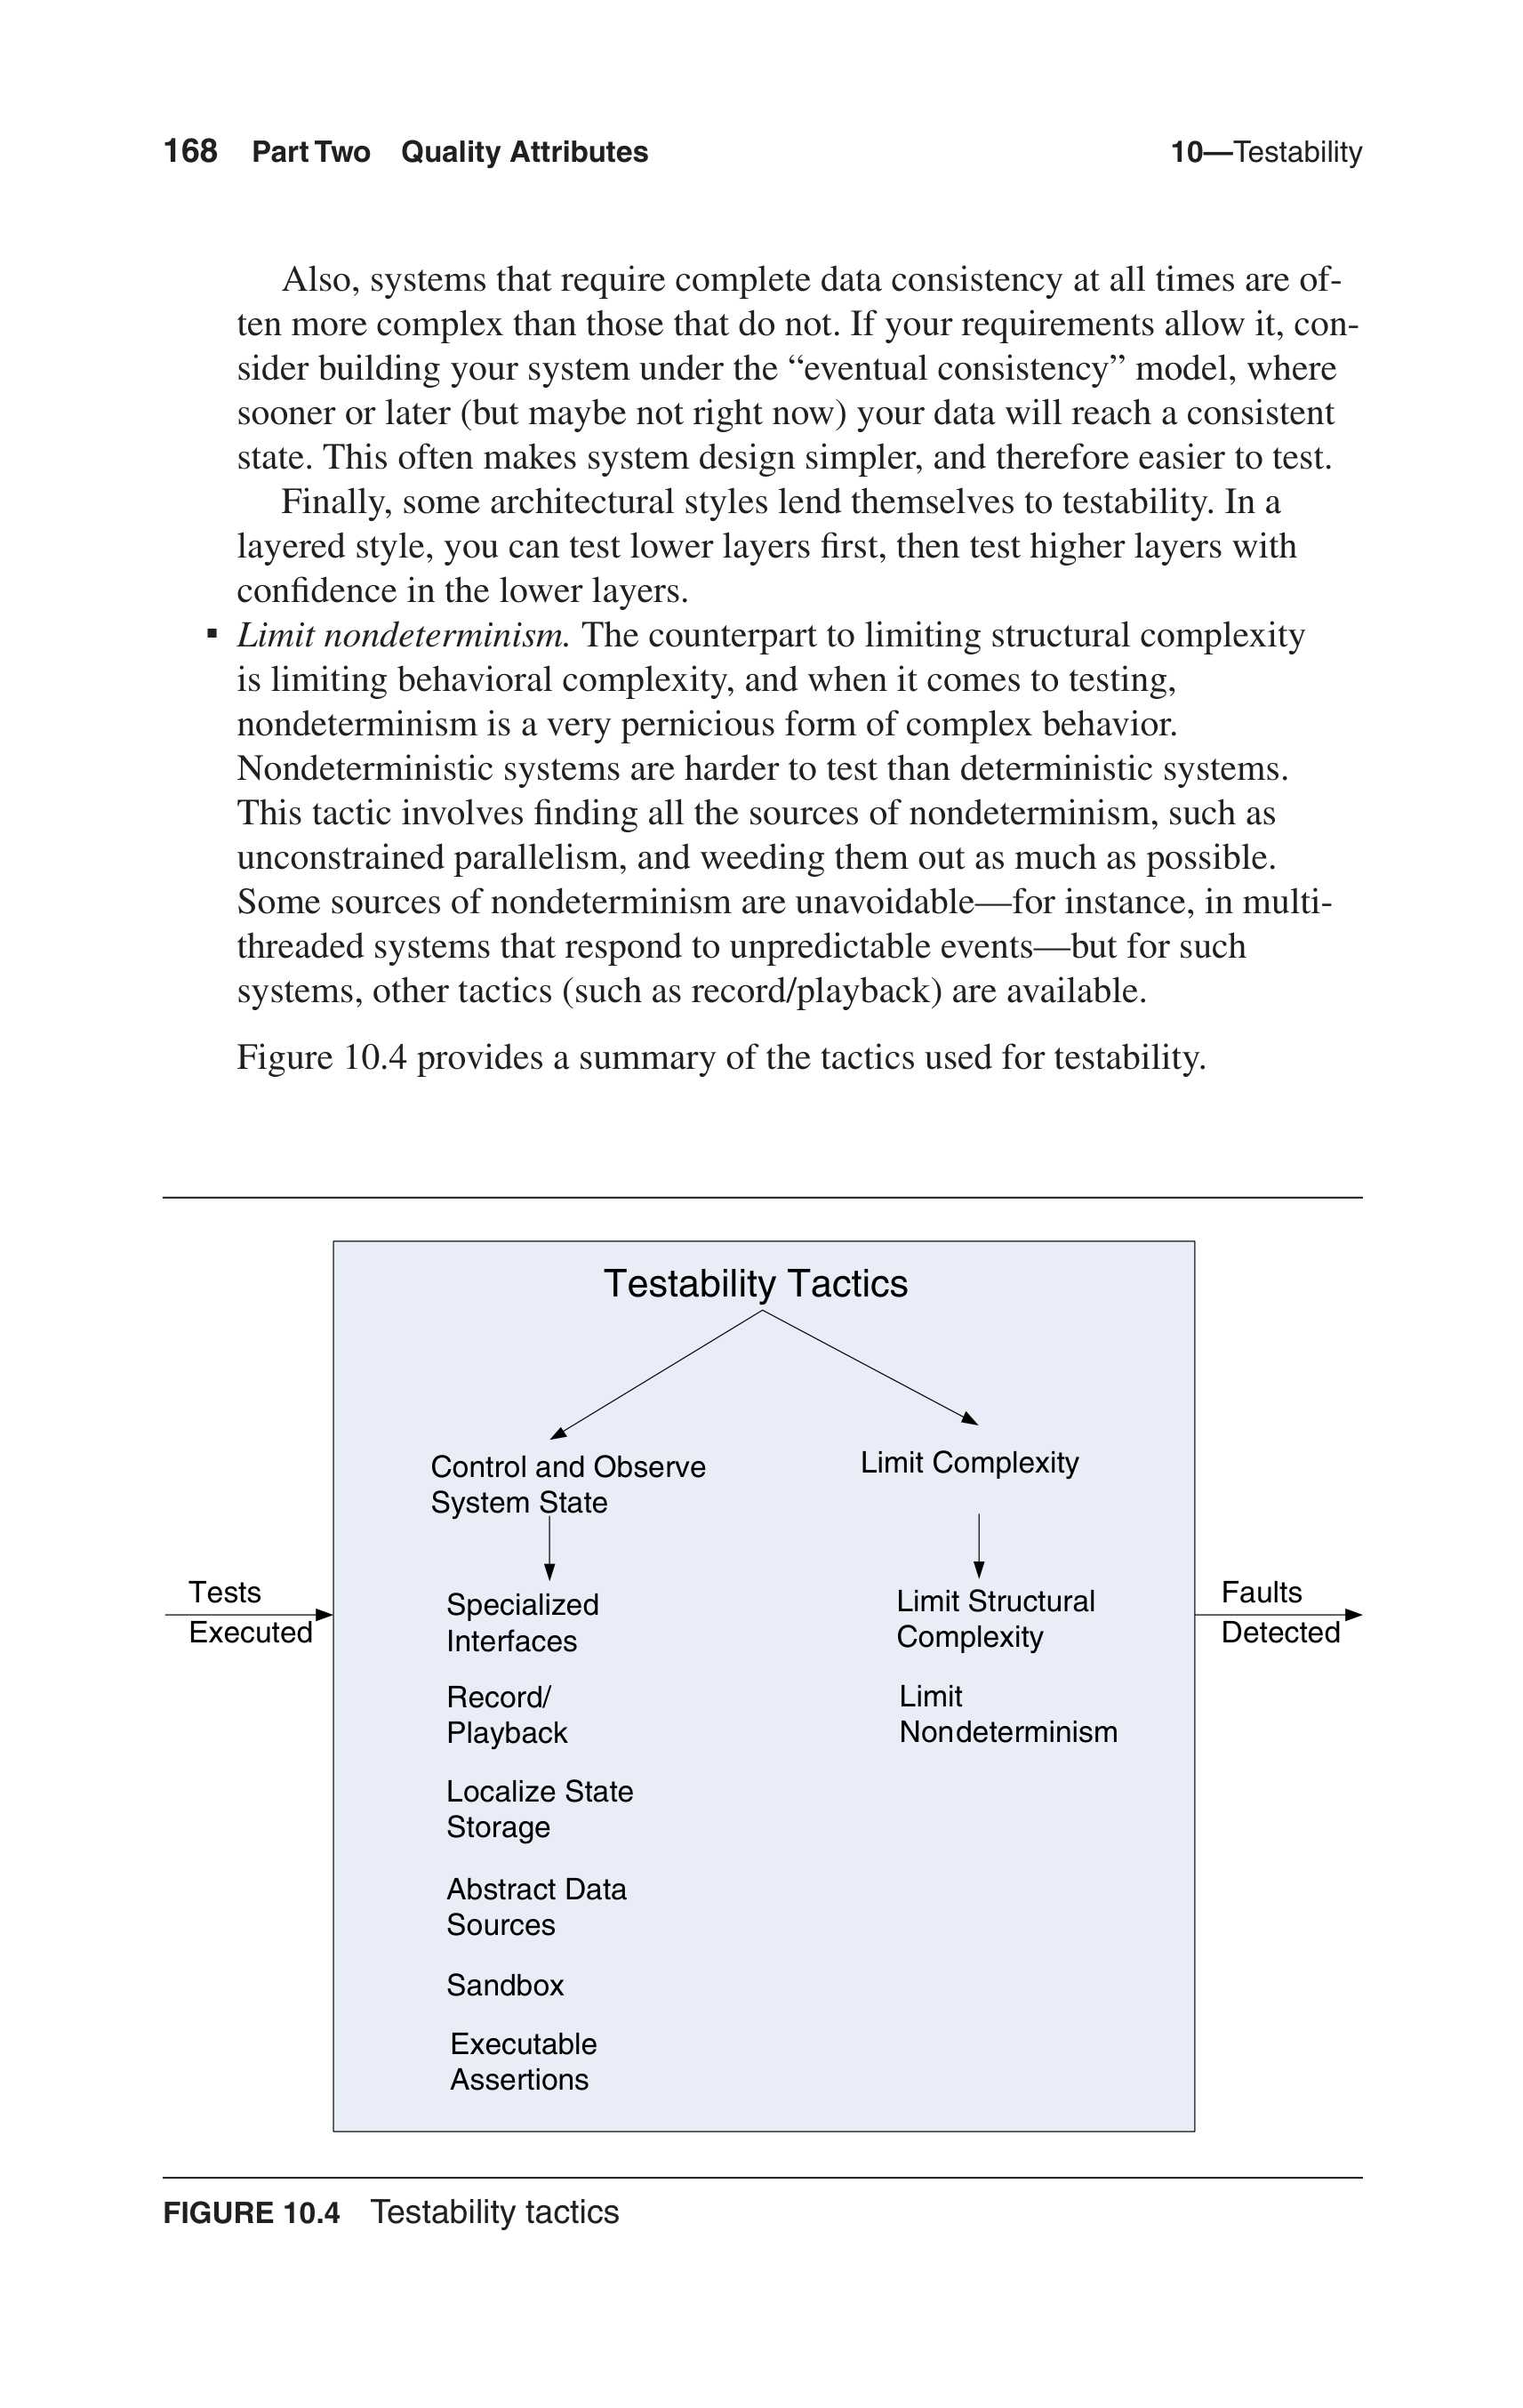 168 Part Two Quality Attributes 10—Testability
Also, systems that require complete data consistency at all times are of-
ten more complex than those that do not. If your requirements allow it, con-
sider building your system under the “eventual consistency” model, where
sooner or later (but maybe not right now) your data will reach a consistent
state. This often makes system design simpler, and therefore easier to test.
Finally, some architectural styles lend themselves to testability. In a
layered style, you can test lower layers first, then test higher layers with
confidence in the lower layers.
▪ Limit nondeterminism. The counterpart to limiting structural complexity
is limiting behavioral complexity, and when it comes to testing,
nondeterminism is a very pernicious form of complex behavior.
Nondeterministic systems are harder to test than deterministic systems.
This tactic involves finding all the sources of nondeterminism, such as
unconstrained parallelism, and weeding them out as much as possible.
Some sources of nondeterminism are unavoidable—for instance, in multi-
threaded systems that respond to unpredictable events—but for such
systems, other tactics (such as record/playback) are available.
Figure 10.4 provides a summary of the tactics used for testability.
Testability Tactics
Control and Observe
System State
Limit Complexity
Tests
Executed
Specialized
Interfaces
Record/
Playback
Localize State
Storage
Abstract Data
Sources
Sandbox
Executable
Assertions
Limit Structural
Complexity
Limit
Nondeterminism
Faults
Detected
FIGURE 10.4 Testability tactics